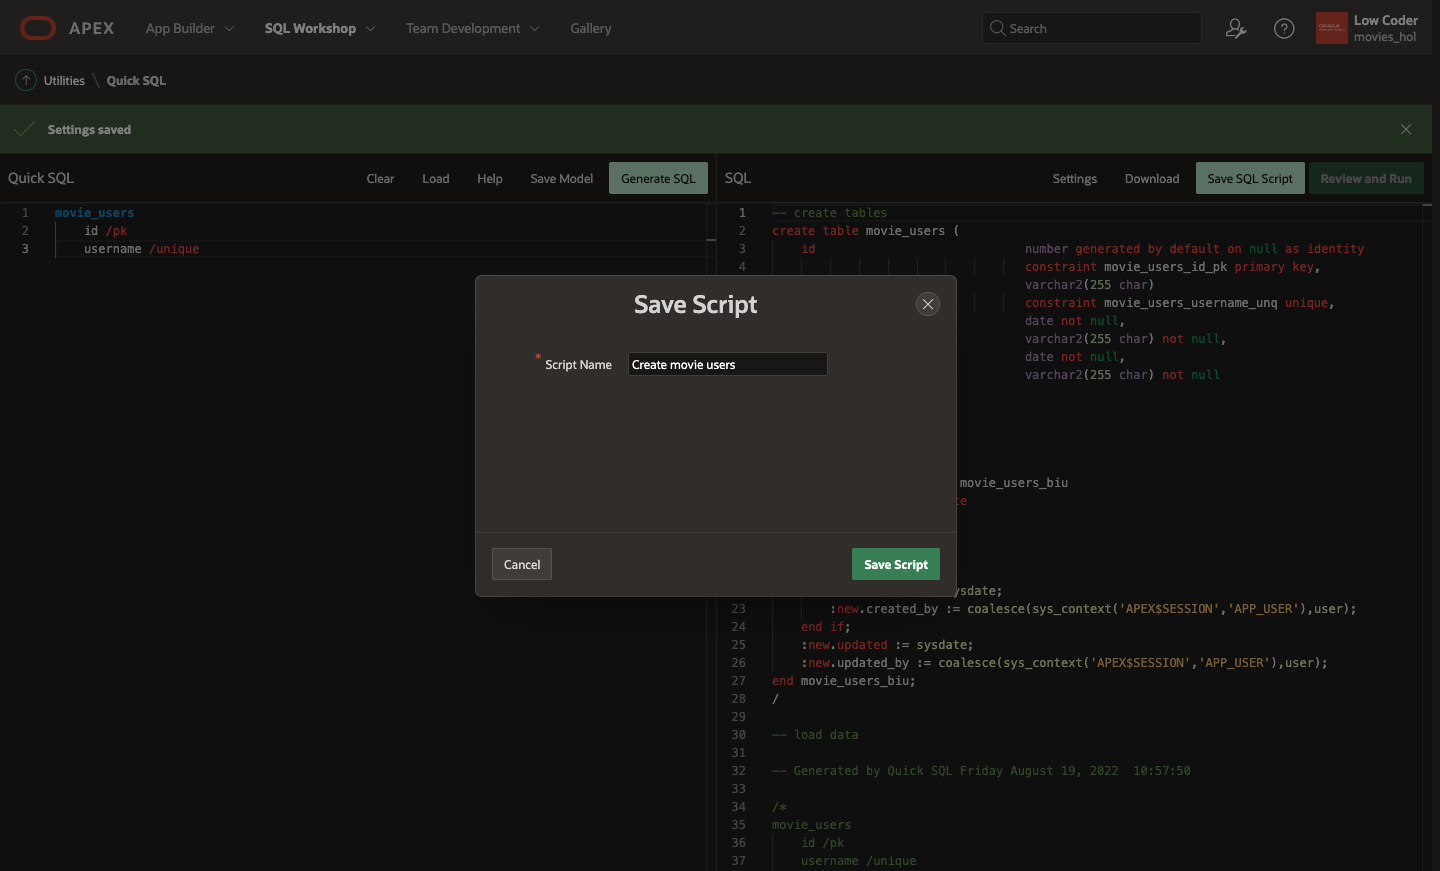 APEX App Builder SQL Workshop Team Development Gallery Search Low Coder
movies_hol
Utilities \ Quick SQL
Settings saved
Quick SQL Clear Load Help Save Model Generate SQL
1 movie_users
2 id /pk
3 username /unique
SQL Settings Download Save SQL Script Review and Run
1 -- create tables
2 create table movie_users (
3 id number generated by default on null as identity
4 constraint movie_users_id_pk primary key,
varchar2(255 char)
constraint movie_users_username_unq unique,
date not null,
varchar2(255 char) not null,
date not null,
varchar2(255 char) not null
movie_users_biu
te
ysdate;
23 :new.created_by := coalesce(sys_context('APEX$SESSION','APP_USER'),user);
24 end if;
25 :new.updated := sysdate;
26 :new.updated_by := coalesce(sys_context('APEX$SESSION','APP_USER'),user);
27 end movie_users_biu;
28 /
29
30 -- load data
31
32 -- Generated by Quick SQL Friday August 19, 2022 10:57:50
33
34 /*
35 movie_users
36 id /pk
37 username /unique
Save Script
* Script Name Create movie users
Cancel Save Script